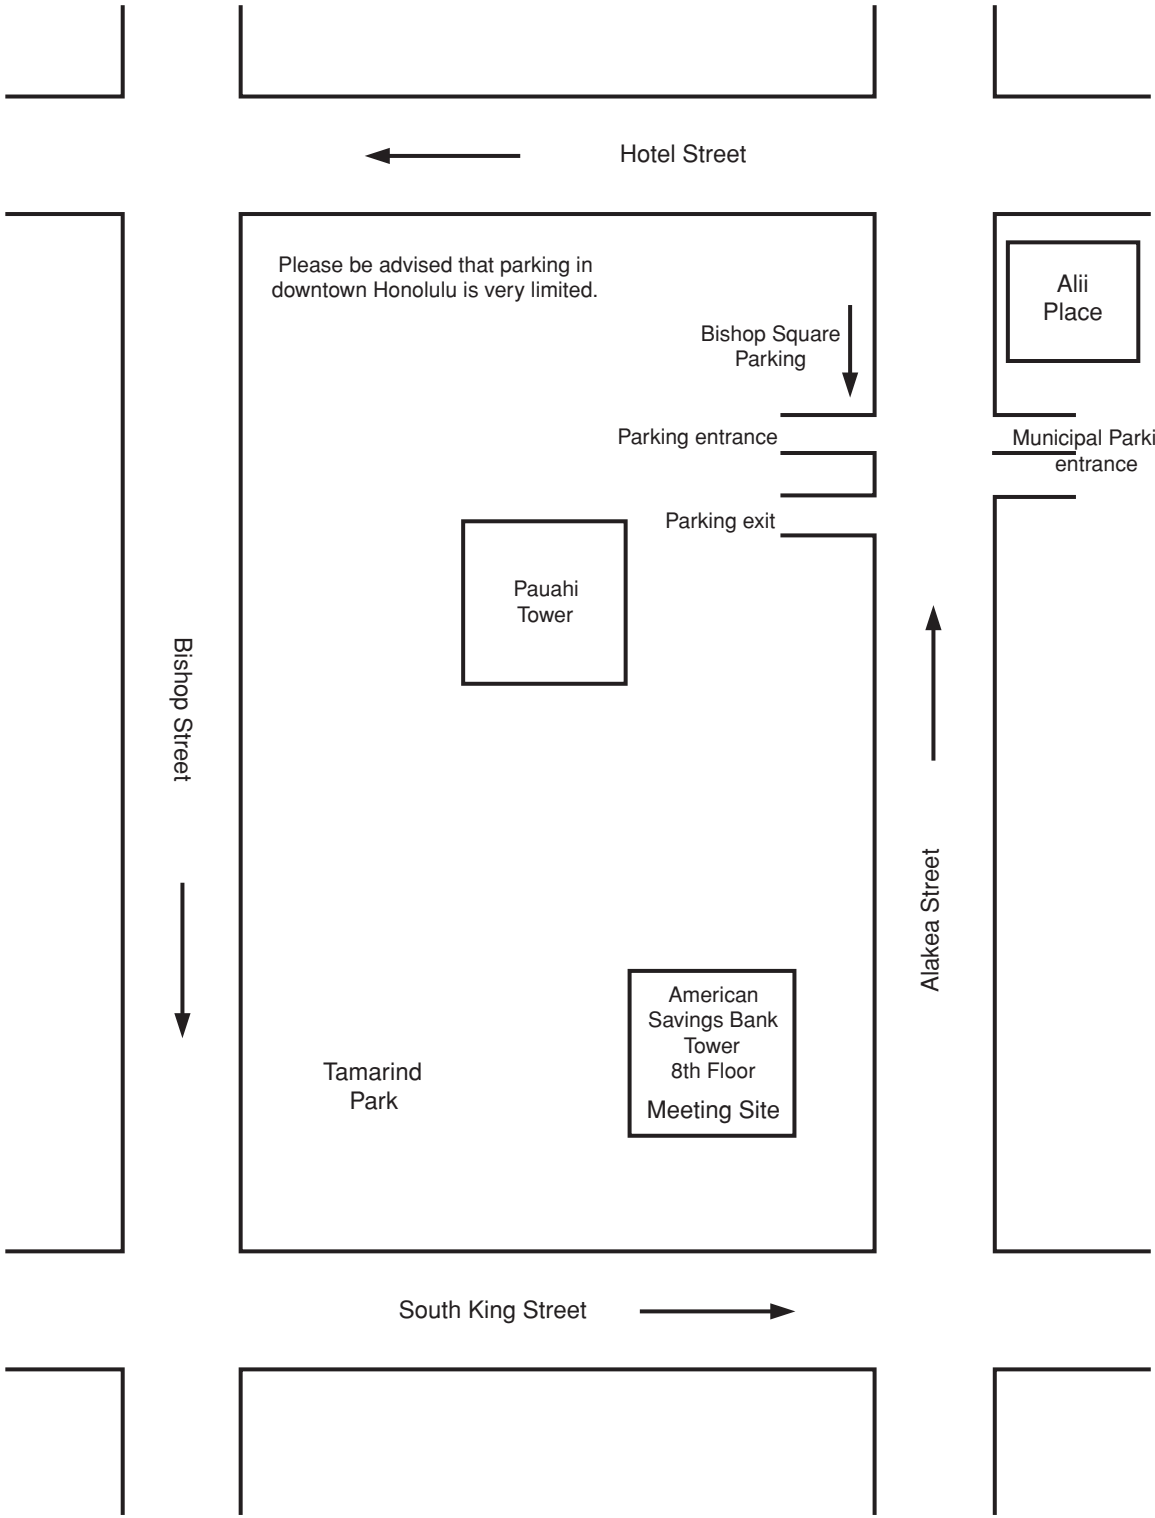 Hotel Street
Please be advised that parking in
downtown Honolulu is very limited.
Alii
Place
Bishop Square
Parking
Parking entrance
Municipal Parki
entrance
Parking exit
Pauahi
Tower
Bishop Street
Alakea Street
American
Savings Bank
Tower
8th Floor
Meeting Site
Tamarind
Park
South King Street